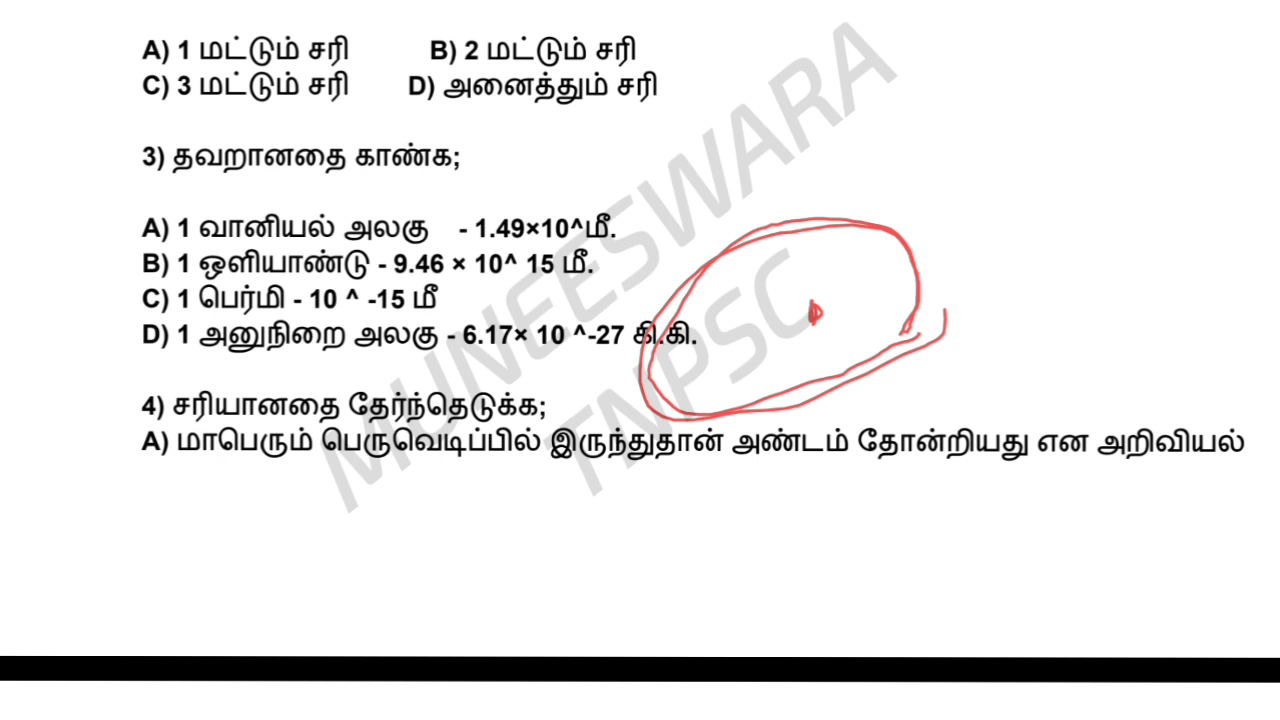 A) 1 மட்டும் சரி B) 2 மட்டும் சரி
C) 3 மட்டும் சரி D) அனைத்தும் சரி
3) தவறானதை காண்க;
A) 1 வானியல் அலகு - 1.49×10^மீ.
B) 1 ஒளியாண்டு - 9.46 × 10^ 15 மீ.
C) 1 பெர்மி - 10 ^ -15 மீ
D) 1 அனுநிறை அலகு - 6.17× 10 ^-27 கி.கி.
4) சரியானதை தேர்ந்தெடுக்க;
A) மாபெரும் பெருவெடிப்பில் இருந்துதான் அண்டம் தோன்றியது என அறிவியல்
MUNEESWARA
TNPSC